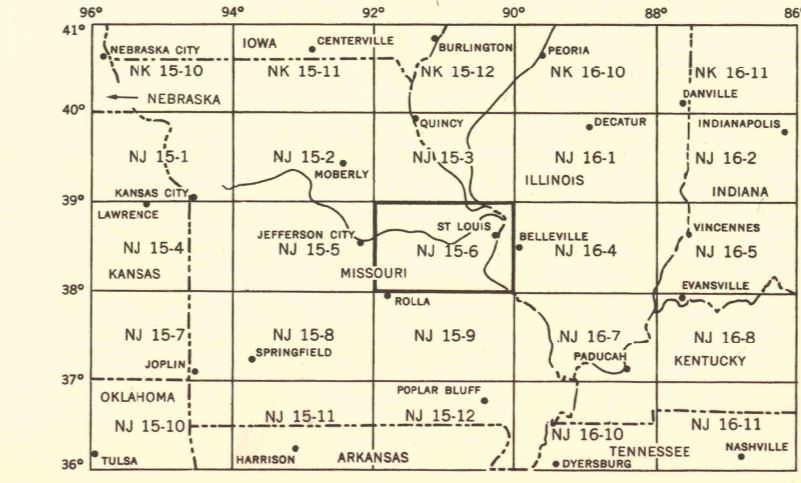 96° 94° 92° 90° 88° 86°
41°
NEBRASKA CITY IOWA CENTERVILLE BURLINGTON PEORIA
NK 15-10 NK 15-11 NK 15-12 NK 16-10 NK 16-11
NEBRASKA DANVILLE
40°
QUINCY DECATUR INDIANAPOLIS
NJ 15-1 NJ 15-2 NJ 15-3 NJ 16-1 NJ 16-2
MOBERLY ILLINOIS
KANSAS CITY INDIANA
39°
LAWRENCE
JEFFERSON CITY ST LOUIS BELLEVILLE VINCENNES
NJ 15-4 NJ 15-5 NJ 15-6 NJ 16-4 NJ 16-5
KANSAS MISSOURI
EVANSVILLE
38°
ROLLA
NJ 15-7 NJ 15-8 NJ 15-9 NJ 16-7 NJ 16-8
SPRINGFIELD PADUCAH
JOPLIN KENTUCKY
37°
OKLAHOMA POPLAR BLUFF
NJ 15-10 NJ 15-11 NJ 15-12 NJ 16-10 NJ 16-11
TENNESSEE NASHVILLE
36°
TULSA HARRISON ARKANSAS DYERSBURG